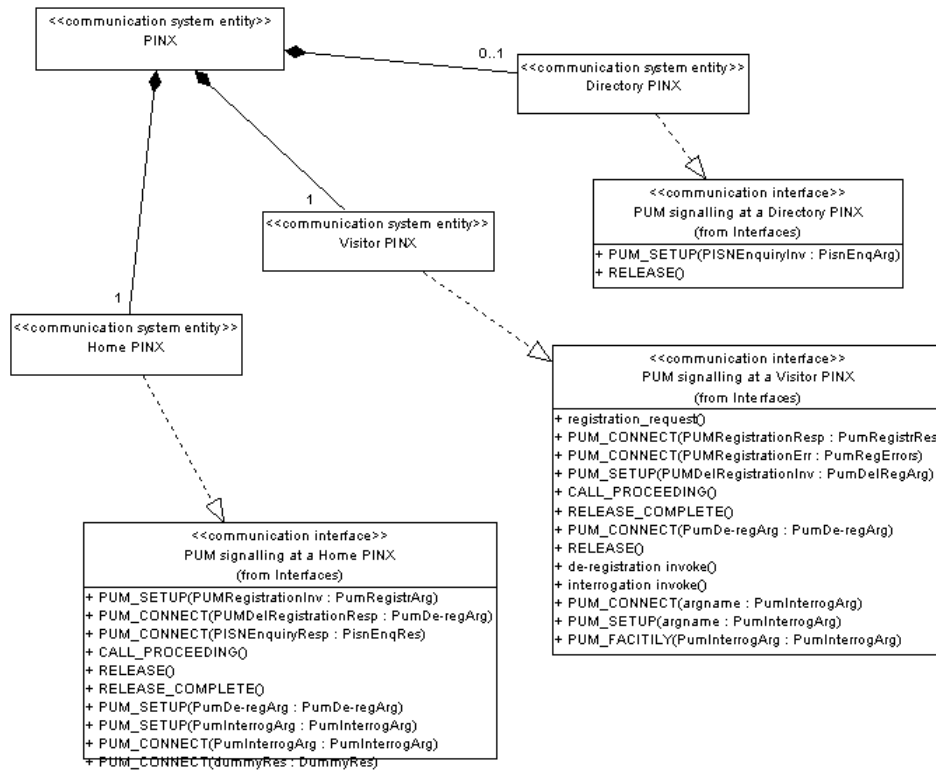 <<communication system entity>>
PINX
0..1
<<communication system entity>>
Directory PINX
<<communication interface>>
PUM signalling at a Directory PINX
(from Interfaces)
+ PUM_SETUP(PISNEnquiryInv : PisnEnqArg)
+ RELEASE()
1
<<communication system entity>>
Visitor PINX
1
<<communication system entity>>
Home PINX
<<communication interface>>
PUM signalling at a Visitor PINX
(from Interfaces)
+ registration_request()
+ PUM_CONNECT(PUMRegistrationResp : PumRegistrRes
+ PUM_CONNECT(PUMRegistrationErr : PumRegErrors)
+ PUM_SETUP(PUMDelRegistrationInv : PumDelRegArg)
+ CALL_PROCEEDING()
+ RELEASE_COMPLETE()
+ PUM_CONNECT(PumDe-regArg : PumDe-regArg)
+ RELEASE()
+ de-registration invoke()
+ interrogation invoke()
+ PUM_CONNECT(argname : PumInterrogArg)
+ PUM_SETUP(argname : PumInterrogArg)
+ PUM_FACITILY(PumInterrogArg : PumInterrogArg)
<<communication interface>>
PUM signalling at a Home PINX
(from Interfaces)
+ PUM_SETUP(PUMRegistrationInv : PumRegistrArg)
+ PUM_CONNECT(PUMDelRegistrationResp : PumDe-regArg)
+ PUM_CONNECT(PISNEnquiryResp : PisnEnqRes)
+ CALL_PROCEEDING()
+ RELEASE()
+ RELEASE_COMPLETE()
+ PUM_SETUP(PumDe-regArg : PumDe-regArg)
+ PUM_SETUP(PumInterrogArg : PumInterrogArg)
+ PUM_CONNECT(PumInterrogArg : PumInterrogArg)
+ PUM_CONNECT(dummyRes : DummyRes)